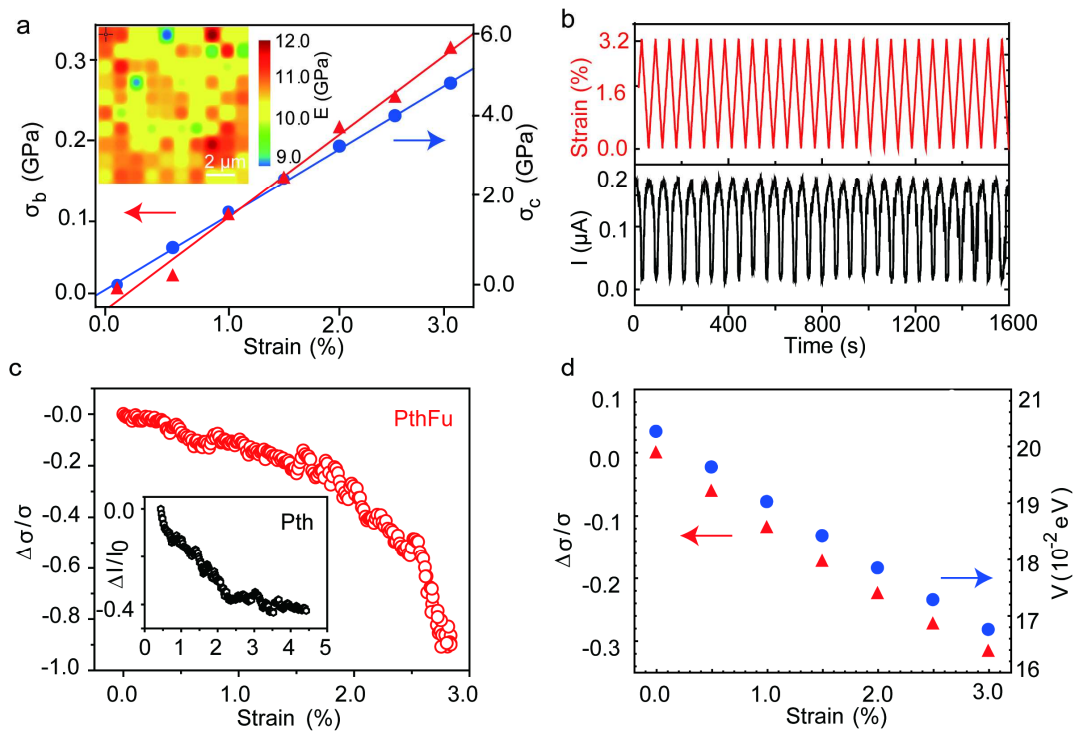 a
0.3
0.2
0.1
0.0
σb (GPa)
12.0
11.0
10.0
9.0
E (GPa)
2 μm
6.0
4.0
2.0
0.0
σc (GPa)
0.0 1.0 2.0 3.0
Strain (%)
b
3.2
1.6
0.0
Strain (%)
0.2
0.1
0.0
I (μA)
0 400 800 1200 1600
Time (s)
c
-0.0
-0.2
-0.4
-0.6
-0.8
-1.0
Δσ/σ
PthFu
Pth
0.0
-0.4
ΔI/I0
0 1 2 3 4 5
0.0 1.0 2.0 3.0
Strain (%)
d
0.1
0.0
-0.1
-0.2
-0.3
Δσ/σ
21
20
19
18
17
16
V (10-2 eV)
0.0 1.0 2.0 3.0
Strain (%)